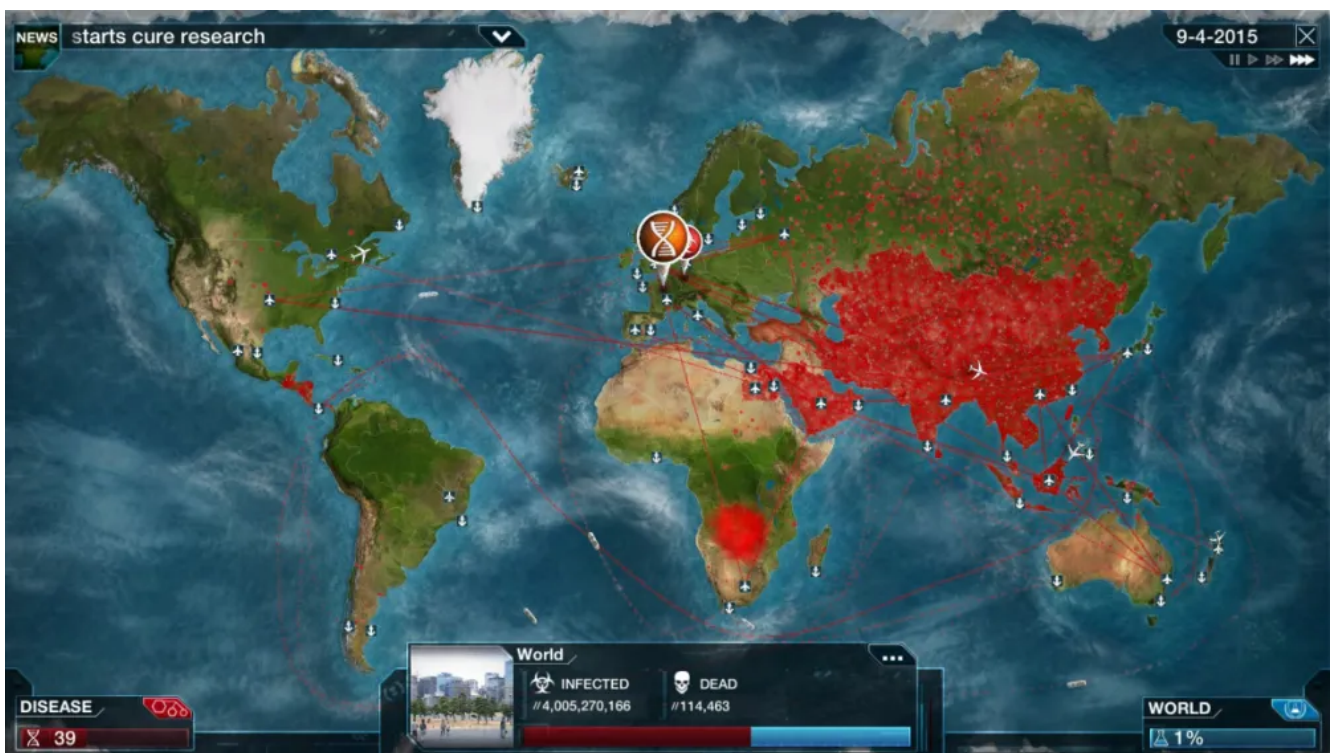 NEWS starts cure research
9-4-2015
World
INFECTED
DEAD
//4,005,270,166
//114,463
DISEASE
39
WORLD
1%